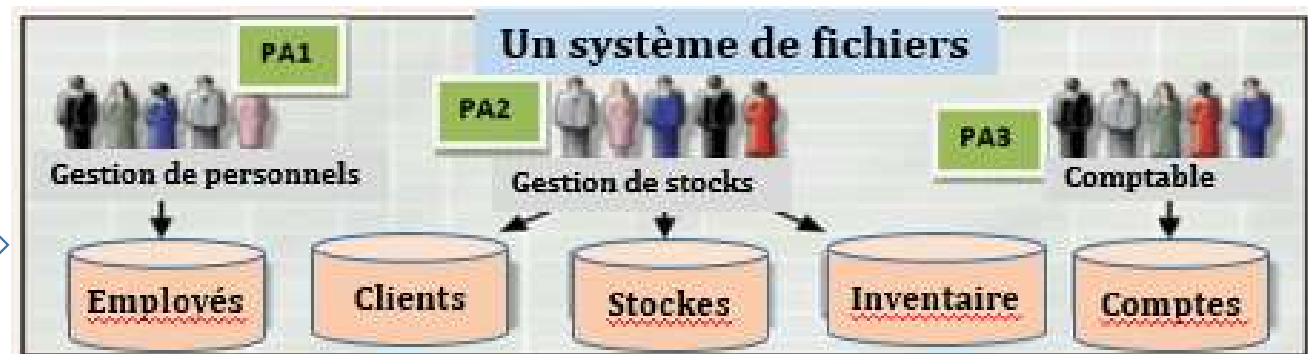 Un système de fichiers
PA1
PA2
PA3
Gestion de personnels
Gestion de stocks
Comptable
Employés
Clients
Stockes
Inventaire
Comptes